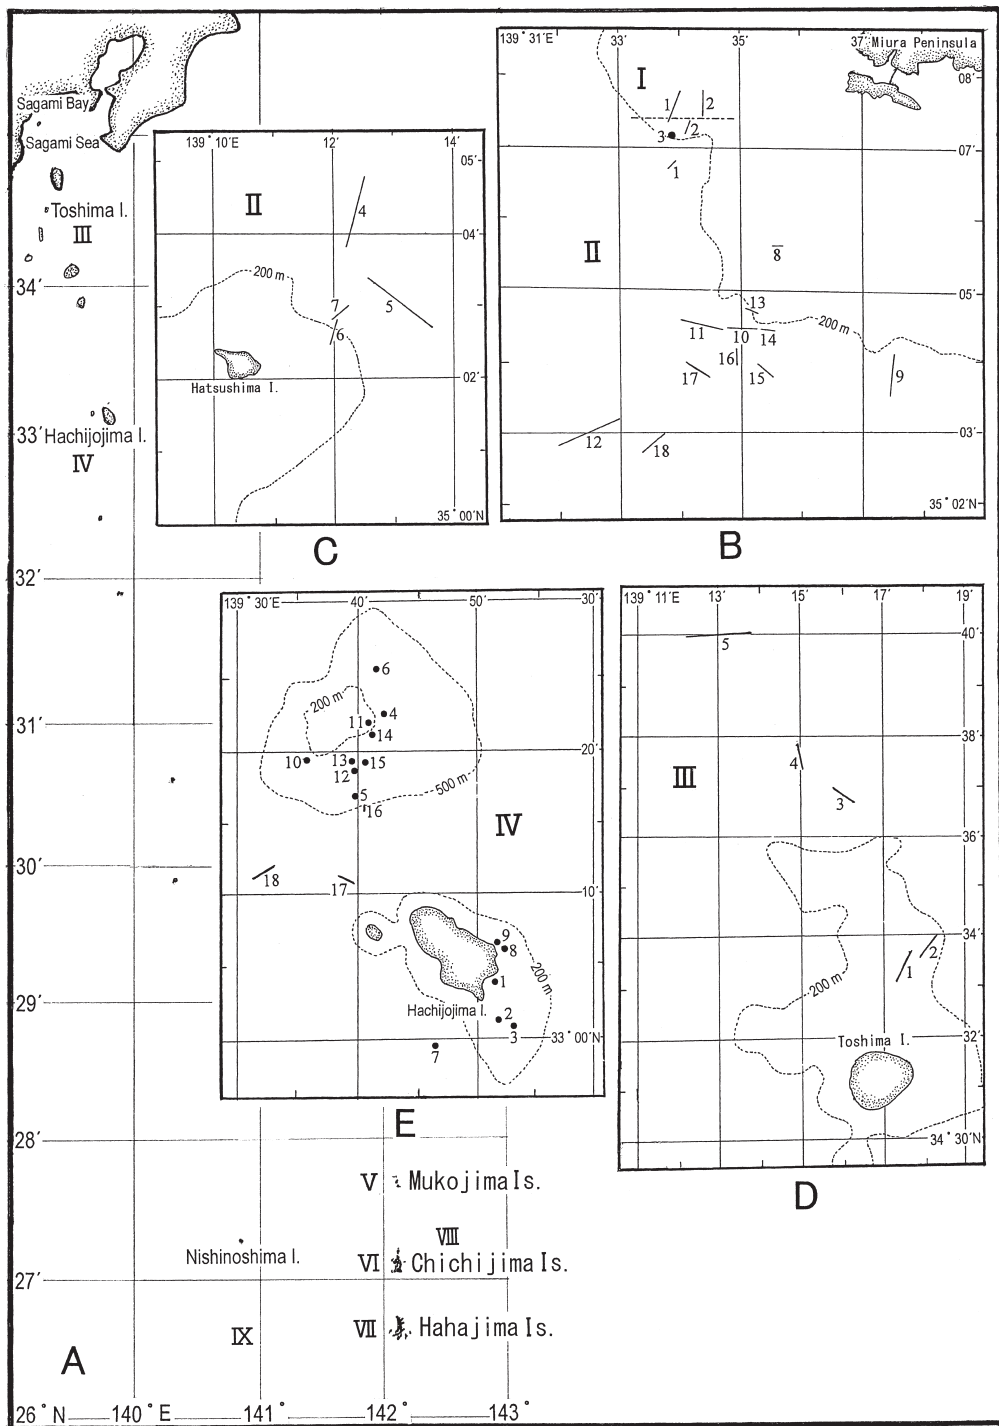 Sagami Bay
Sagami Sea
Toshima I.
III
34′
33′
Hachijojima I.
IV
32′
31′
30′
29′
28′
27′
26° N
140° E
141°
142°
143°
V Mukojima Is.
VIII
Nishinoshima I.
VI Chichijima Is.
IX
VII Hahajima Is.
A
139° 10′E 12′ 14′
05′
II
4
04′
200 m
7
5
6
02′
Hatsushima I.
35° 00′N
C
139° 31′E 33′ 35′ 37′ Miura Peninsula
08′
I
1 2
3 2
07′
1
II
8
05′
13
200 m
11 10 14
16
17 15 9
03′
12 18
35° 02′N
B
139° 30′E 40′ 50′ 30′
6
200 m
11 4
14
20′
10 13 15
12
500 m
5
16
IV
18 17
10′
9
8
200 m
1
Hachijojima I.
2
3
33° 00′N
7
E
139° 11′E 13′ 15′ 17′ 19′
40′
5
38′
4
III
3
36′
34′
2
1
200 m
32′
Toshima I.
34° 30′N
D